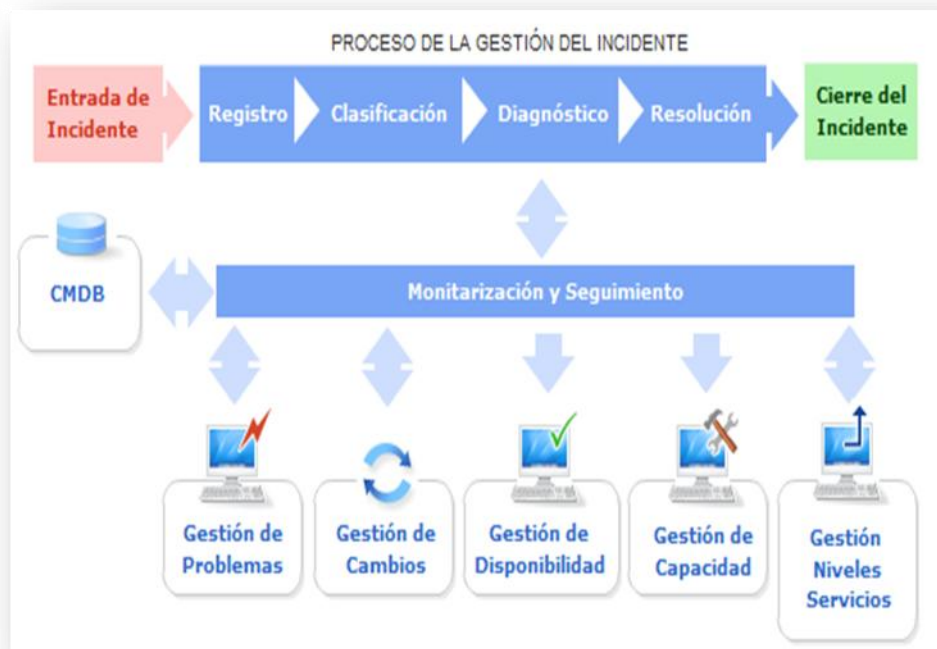 PROCESO DE LA GESTIÓN DEL INCIDENTE
Entrada de
Incidente
Registro
Clasificación
Diagnóstico
Resolución
Cierre del
Incidente
CMDB
Monitarización y Seguimiento
Gestión de
Problemas
Gestión de
Cambios
Gestión de
Disponibilidad
Gestión de
Capacidad
Gestión
Niveles
Servicios